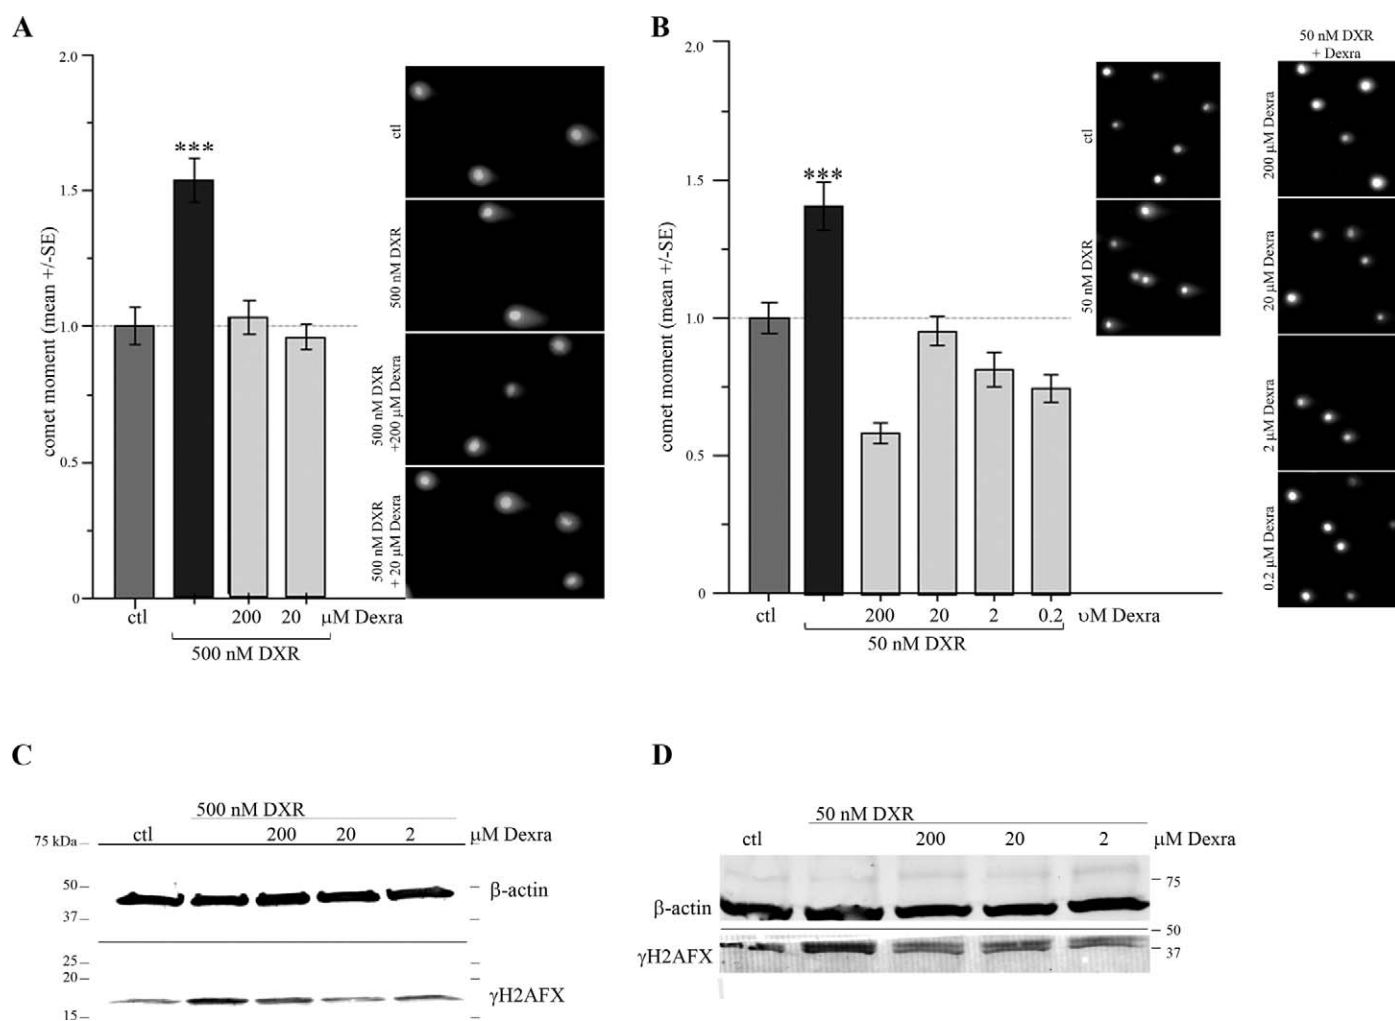 A
2.0
1.5
1.0
0.5
0
comet moment (mean +/-SE)
***
ctl
200
20
μM Dexra
500 nM DXR
ctl
500 nM DXR
500 nM DXR
+200 μM Dexra
500 nM DXR
+ 20 μM Dexra
B
2.0
1.5
1.0
0.5
0
comet moment (mean +/-SE)
***
ctl
200
20
2
0.2
υM Dexra
50 nM DXR
ctl
50 nM DXR
50 nM DXR
+ Dexra
200 μM Dexra
20 μM Dexra
2 μM Dexra
0.2 μM Dexra
C
500 nM DXR
ctl
200
20
2
μM Dexra
75 kDa
50
37
25
20
15
β-actin
γH2AFX
D
50 nM DXR
ctl
200
20
2
μM Dexra
β-actin
γH2AFX
75
50
37